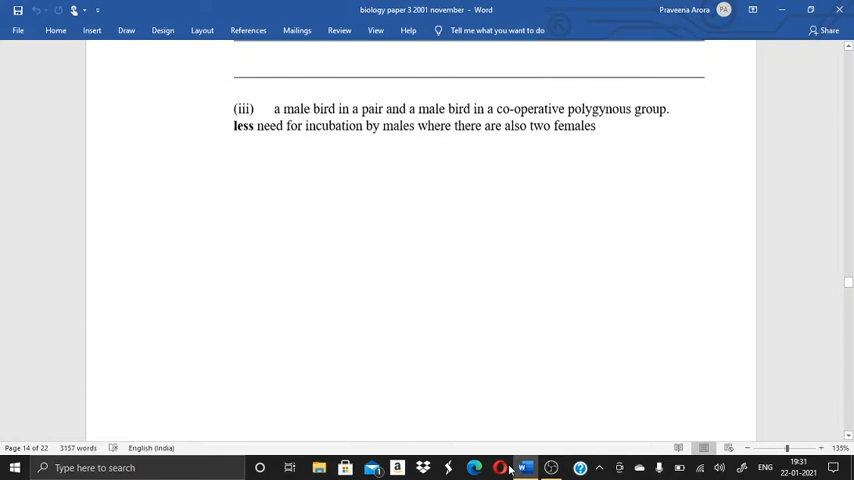 biology paper 3 2001 november - Word
Praveena Arora
PA
File Home Insert Draw Design Layout References Mailings Review View Help Tell me what you want to do Share
(iii) a male bird in a pair and a male bird in a co-operative polygynous group.
less need for incubation by males where there are also two females
Page 14 of 22 3157 words English (India) 135%
Type here to search
ENG
19:31
22-01-2021